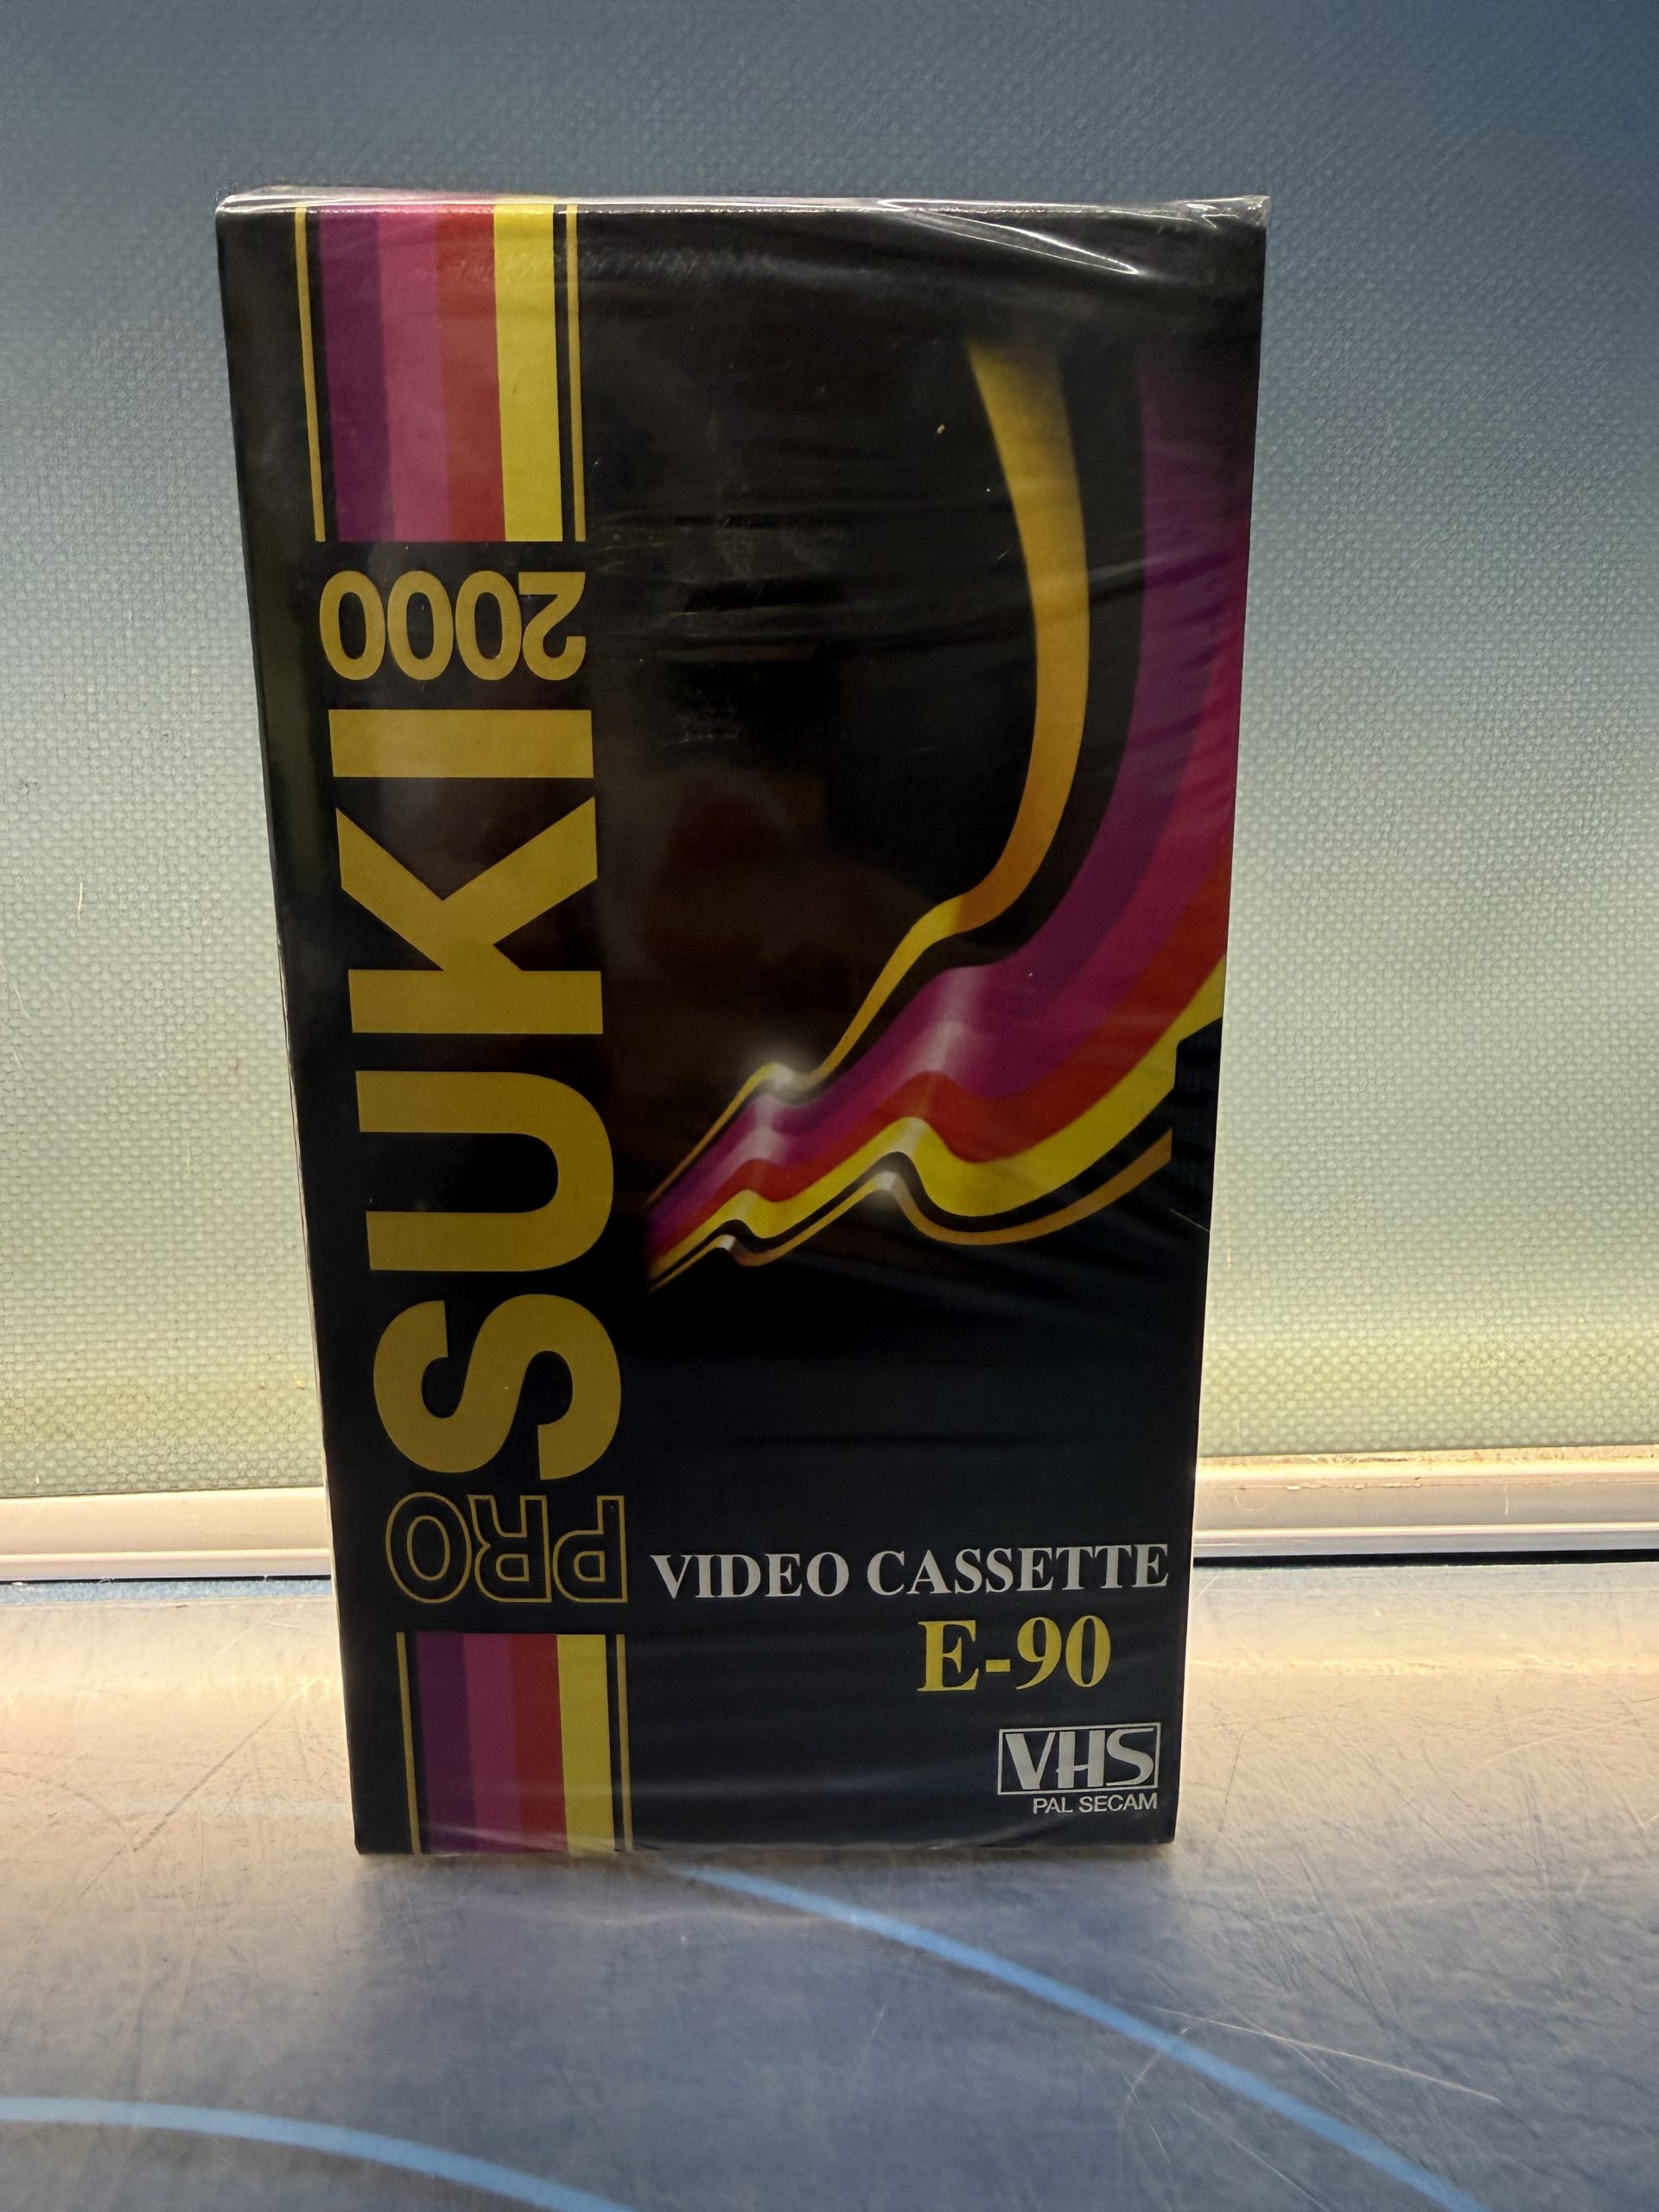 PRO SUKI 2000
VIDEO CASSETTE
E-90
VHS
PAL SECAM